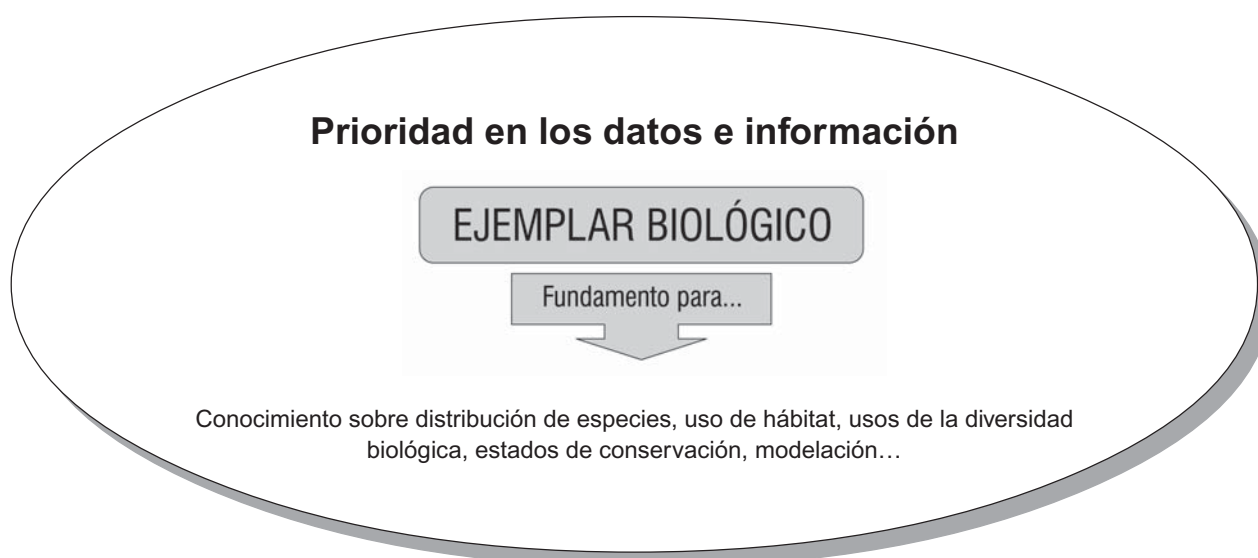 Prioridad en los datos e información
EJEMPLAR BIOLÓGICO
Fundamento para...
Conocimiento sobre distribución de especies, uso de hábitat, usos de la diversidad
biológica, estados de conservación, modelación…